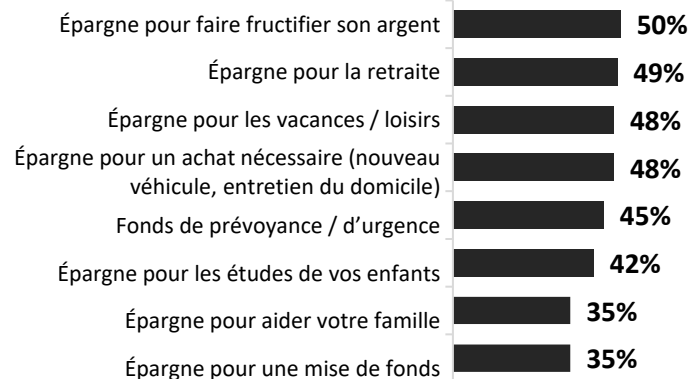 Épargne pour faire fructifier son argent 50%
Épargne pour la retraite 49%
Épargne pour les vacances / loisirs 48%
Épargne pour un achat nécessaire (nouveau
véhicule, entretien du domicile) 48%
Fonds de prévoyance / d’urgence 45%
Épargne pour les études de vos enfants 42%
Épargne pour aider votre famille 35%
Épargne pour une mise de fonds 35%